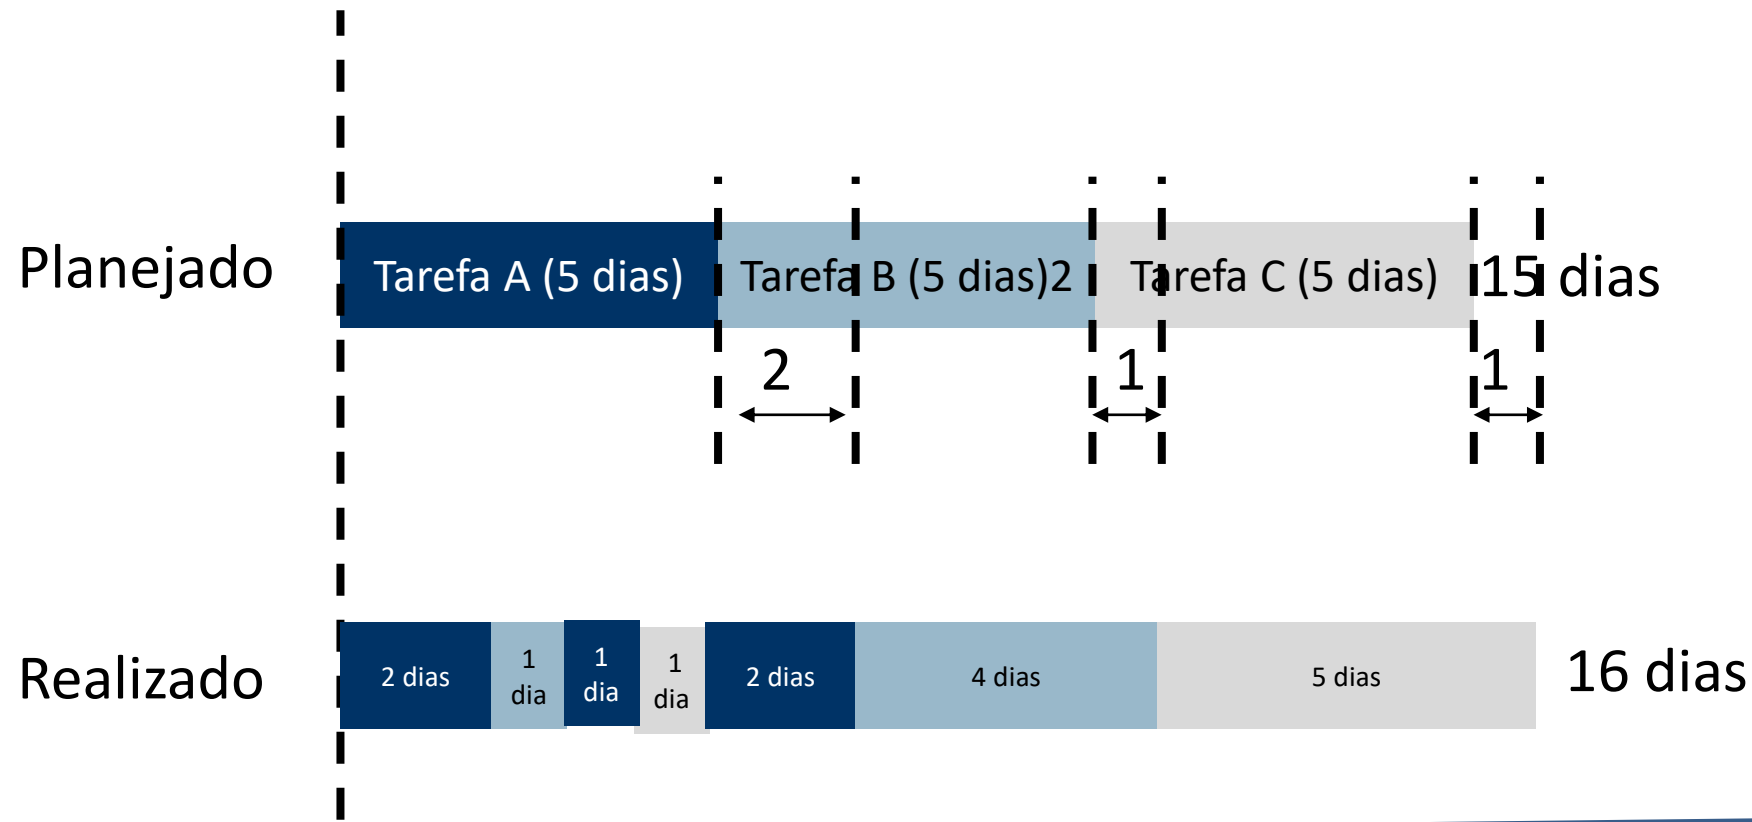 Planejado
Tarefa A (5 dias)
Tarefa B (5 dias)2
Tarefa C (5 dias)
15 dias
2
1
1
Realizado
2 dias
1
dia
1
dia
1
dia
2 dias
4 dias
5 dias
16 dias